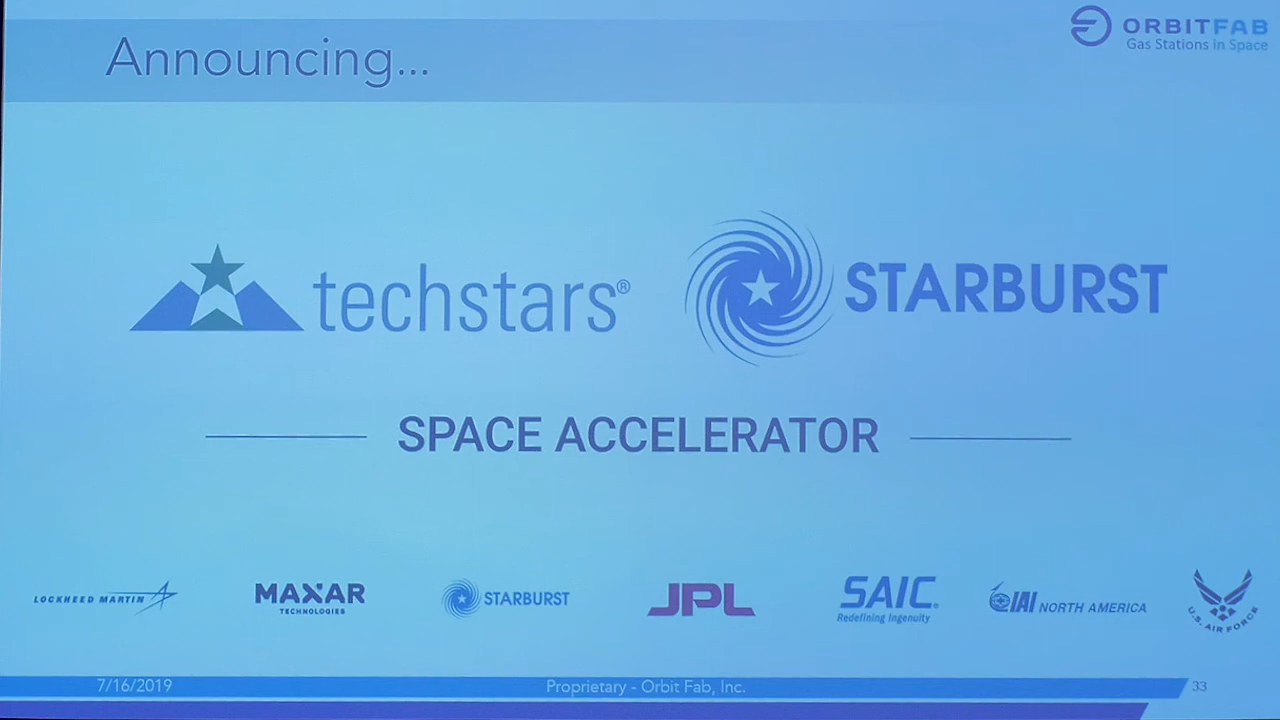 Announcing...
ORBITFAB
Gas Stations in Space
techstars®
STARBURST
SPACE ACCELERATOR
LOCKHEED MARTIN
MAXAR
TECHNOLOGIES
STARBURST
JPL
SAIC
Redefining Ingenuity
IAI NORTH AMERICA
U.S. AIR FORCE
7/16/2019
Proprietary - Orbit Fab, Inc.
33